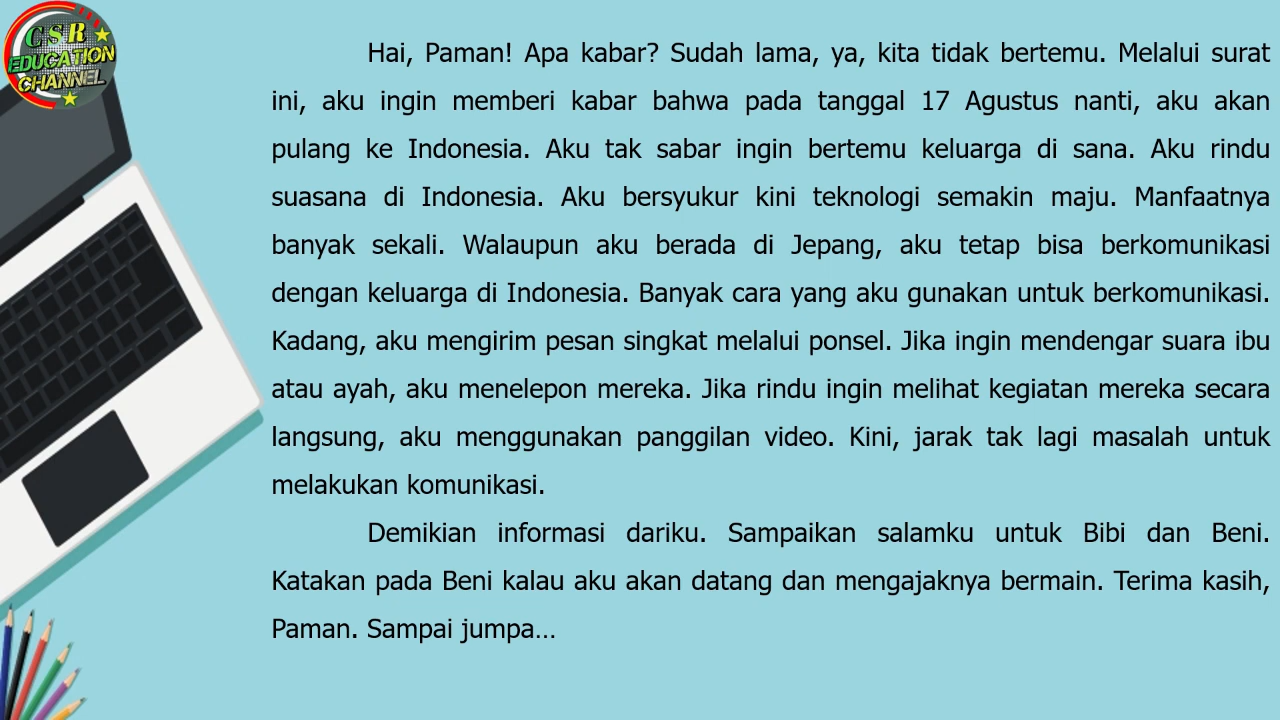 CSR
EDUCATION
CHANNEL
Hai, Paman! Apa kabar? Sudah lama, ya, kita tidak bertemu. Melalui surat
ini, aku ingin memberi kabar bahwa pada tanggal 17 Agustus nanti, aku akan
pulang ke Indonesia. Aku tak sabar ingin bertemu keluarga di sana. Aku rindu
suasana di Indonesia. Aku bersyukur kini teknologi semakin maju. Manfaatnya
banyak sekali. Walaupun aku berada di Jepang, aku tetap bisa berkomunikasi
dengan keluarga di Indonesia. Banyak cara yang aku gunakan untuk berkomunikasi.
Kadang, aku mengirim pesan singkat melalui ponsel. Jika ingin mendengar suara ibu
atau ayah, aku menelepon mereka. Jika rindu ingin melihat kegiatan mereka secara
langsung, aku menggunakan panggilan video. Kini, jarak tak lagi masalah untuk
melakukan komunikasi.
Demikian informasi dariku. Sampaikan salamku untuk Bibi dan Beni.
Katakan pada Beni kalau aku akan datang dan mengajaknya bermain. Terima kasih,
Paman. Sampai jumpa...